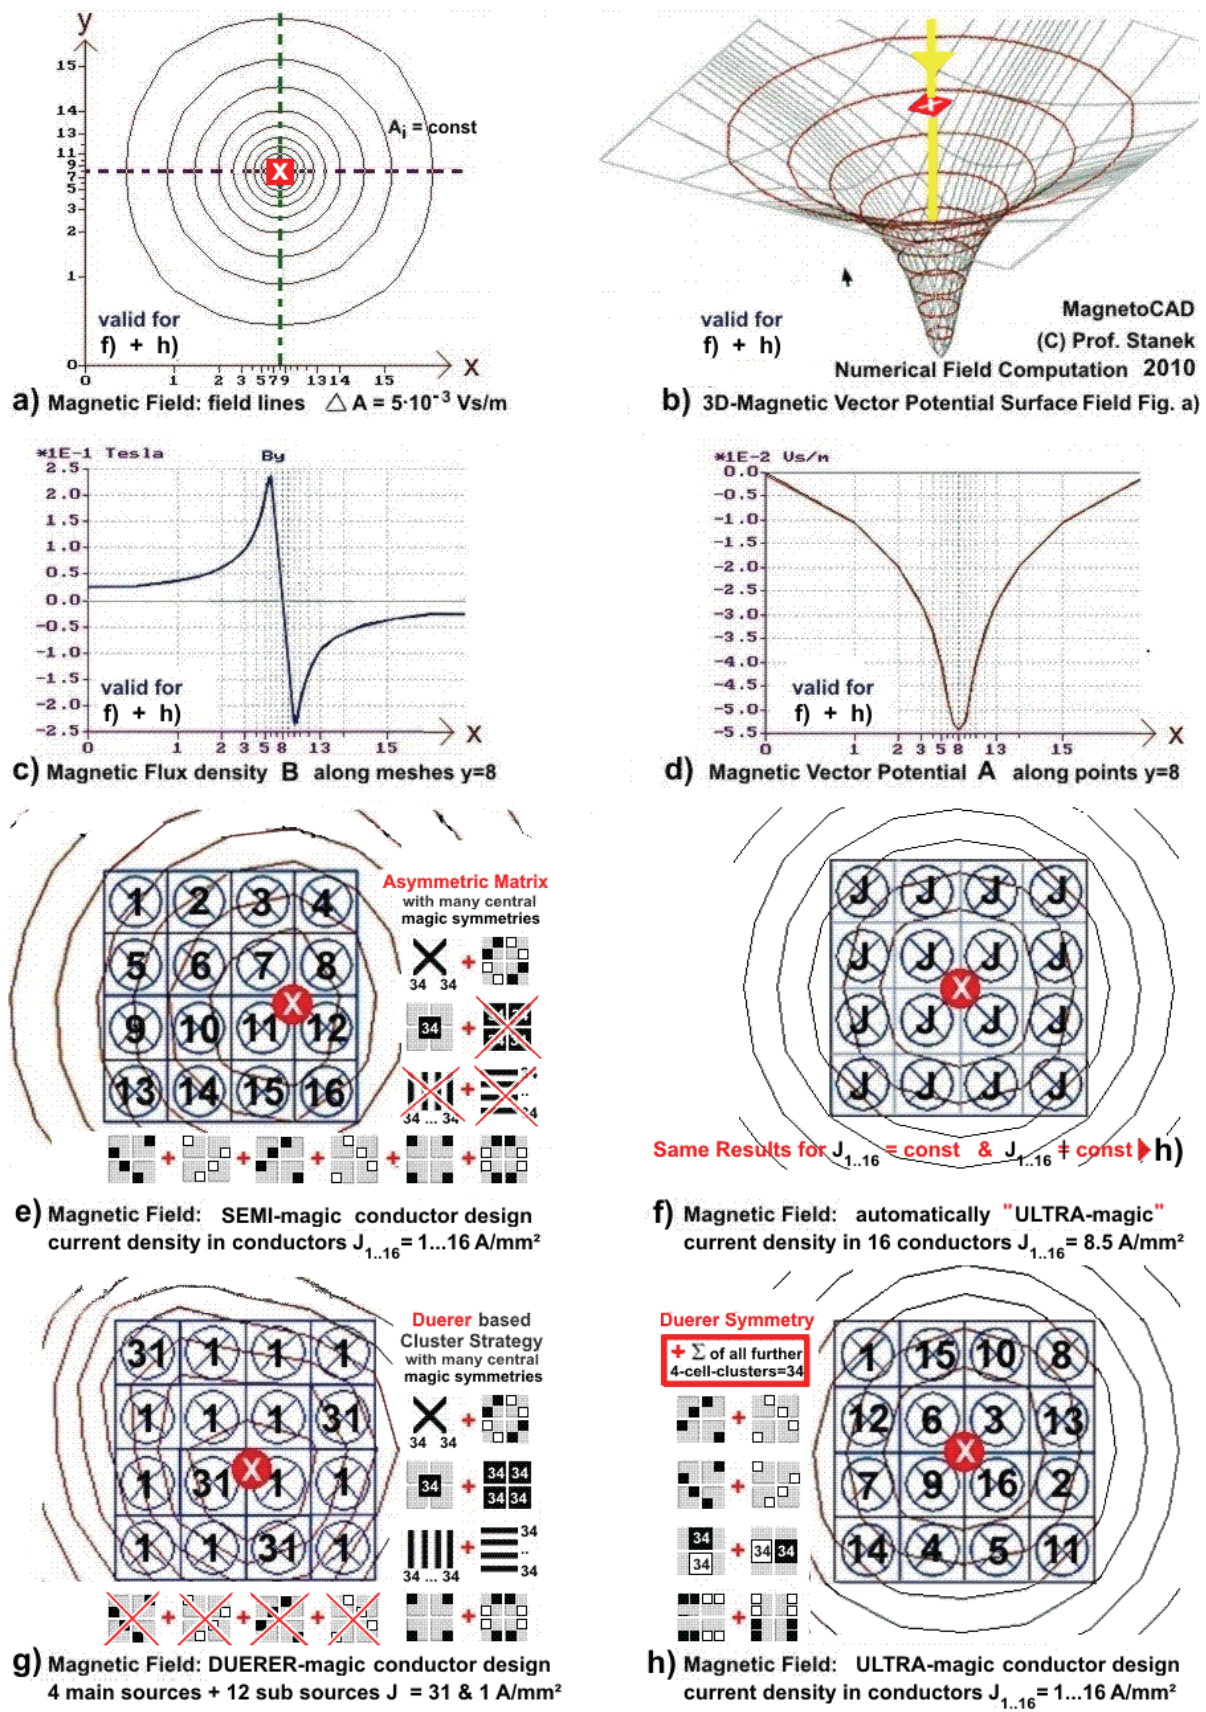 y
15
14
13
11
9
7
5
3
2
1
0
A i = const
X
valid for
f) + h)
0 1 2 3 5 7 9 13 14 15
X
a) Magnetic Field: field lines △ A = 5·10⁻³ Vs/m
X
valid for
f) + h)
MagnetoCAD
(C) Prof. Stanek
Numerical Field Computation 2010
b) 3D-Magnetic Vector Potential Surface Field Fig. a)
*1E-1 Tesla
By
2.5
2.0
1.5
1.0
0.5
0.0
-0.5
-1.0
-1.5
-2.0
-2.5
valid for
f) + h)
0 1 2 3 5 8 13 15
X
c) Magnetic Flux density B along meshes y=8
*1E-2 Vs/m
0.0
-0.5
-1.0
-1.5
-2.0
-2.5
-3.0
-3.5
-4.0
-4.5
-5.0
-5.5
valid for
f) + h)
0 1 2 3 5 8 13 15
X
d) Magnetic Vector Potential A along points y=8
1 2 3 4
5 6 7 8
X
9 10 11 12
13 14 15 16
Asymmetric Matrix
with many central
magic symmetries
+
34 34
34 +
+
34 ... 34
+ + + + +
e) Magnetic Field: SEMI-magic conductor design
current density in conductors J1..16 = 1...16 A/mm²
J J J J
J J J J
X
J J J J
J J J J
Same Results for J1..16 = const & J1..16 ǂ const h)
f) Magnetic Field: automatically "ULTRA-magic"
current density in 16 conductors J1..16 = 8.5 A/mm²
31 1 1 1
1 1 1 31
X
1 31 1 1
1 1 31 1
Duerer based
Cluster Strategy
with many central
magic symmetries
+
34 34
34 + 34 34
34 34
+ 34
..
34 ... 34 34
+ + + +
g) Magnetic Field: DUERER-magic conductor design
4 main sources + 12 sub sources J = 31 & 1 A/mm²
Duerer Symmetry
+ Σ of all further
4-cell-clusters=34
+
+
34
34 + 34 34
+
1 15 10 8
12 6 3 13
X
7 9 16 2
14 4 5 11
h) Magnetic Field: ULTRA-magic conductor design
current density in conductors J1..16 = 1...16 A/mm²